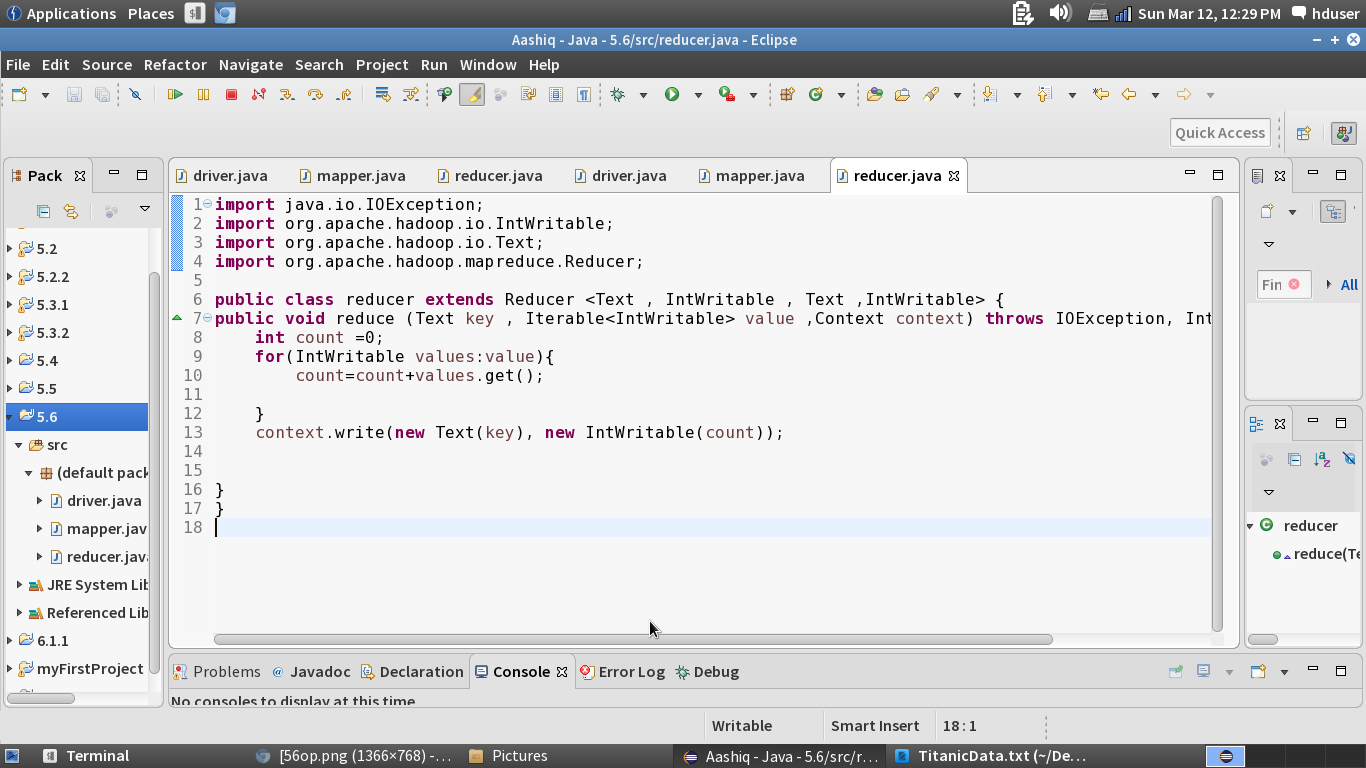 Applications Places Sun Mar 12, 12:29 PM hduser
Aashiq - Java - 5.6/src/reducer.java - Eclipse
File Edit Source Refactor Navigate Search Project Run Window Help
Quick Access
Pack
driver.java mapper.java reducer.java driver.java mapper.java reducer.java
5.2
5.2.2
5.3.1
5.3.2
5.4
5.5
5.6
src
(default pack
driver.java
mapper.jav
reducer.java
JRE System Lib
Referenced Lib
6.1.1
myFirstProject
1 import java.io.IOException;
2 import org.apache.hadoop.io.IntWritable;
3 import org.apache.hadoop.io.Text;
4 import org.apache.hadoop.mapreduce.Reducer;
5
6 public class reducer extends Reducer <Text , IntWritable , Text ,IntWritable> {
7 public void reduce (Text key , Iterable<IntWritable> value ,Context context) throws IOException, Int
8 int count =0;
9 for(IntWritable values:value){
10 count=count+values.get();
11
12 }
13 context.write(new Text(key), new IntWritable(count));
14
15
16 }
17 }
18
Fin All
reducer
reduce(Te
Problems @ Javadoc Declaration Console Error Log Debug
No consoles to display at this time.
Writable Smart Insert 18 : 1
Terminal [56op.png (1366×768) -... Pictures Aashiq - Java - 5.6/src/r... TitanicData.txt (~/De...